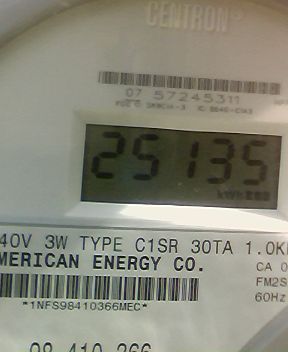 CENTRON®
07 57245311
25135
40V 3W TYPE C1SR 30TA 1.0K
MERICAN ENERGY CO.
CA 0
FM2S
60Hz
*1NFS98410366MEC*
98 410 366